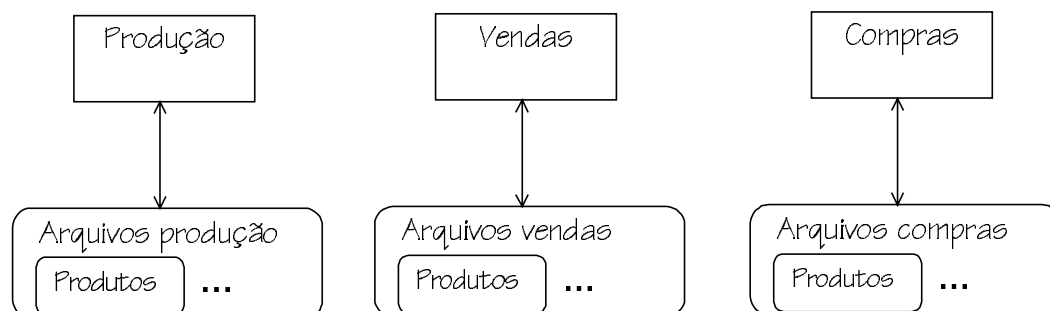 Produção
Vendas
Compras
Arquivos produção
Arquivos vendas
Arquivos compras
Produtos ...
Produtos ...
Produtos ...